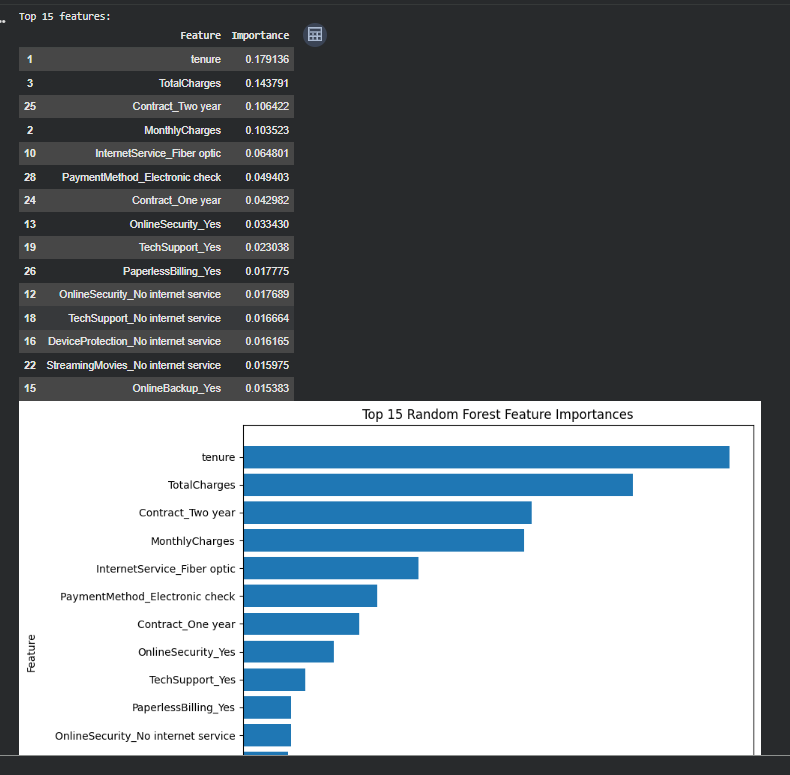 Top 15 features:
Feature Importance
1 tenure 0.179136
3 TotalCharges 0.143791
25 Contract_Two year 0.106422
2 MonthlyCharges 0.103523
10 InternetService_Fiber optic 0.064801
28 PaymentMethod_Electronic check 0.049403
24 Contract_One year 0.042982
13 OnlineSecurity_Yes 0.033430
19 TechSupport_Yes 0.023038
26 PaperlessBilling_Yes 0.017775
12 OnlineSecurity_No internet service 0.017689
18 TechSupport_No internet service 0.016664
16 DeviceProtection_No internet service 0.016165
22 StreamingMovies_No internet service 0.015975
15 OnlineBackup_Yes 0.015383
Top 15 Random Forest Feature Importances
tenure
TotalCharges
Contract_Two year
MonthlyCharges
InternetService_Fiber optic
PaymentMethod_Electronic check
Contract_One year
OnlineSecurity_Yes
TechSupport_Yes
PaperlessBilling_Yes
OnlineSecurity_No internet service
Feature